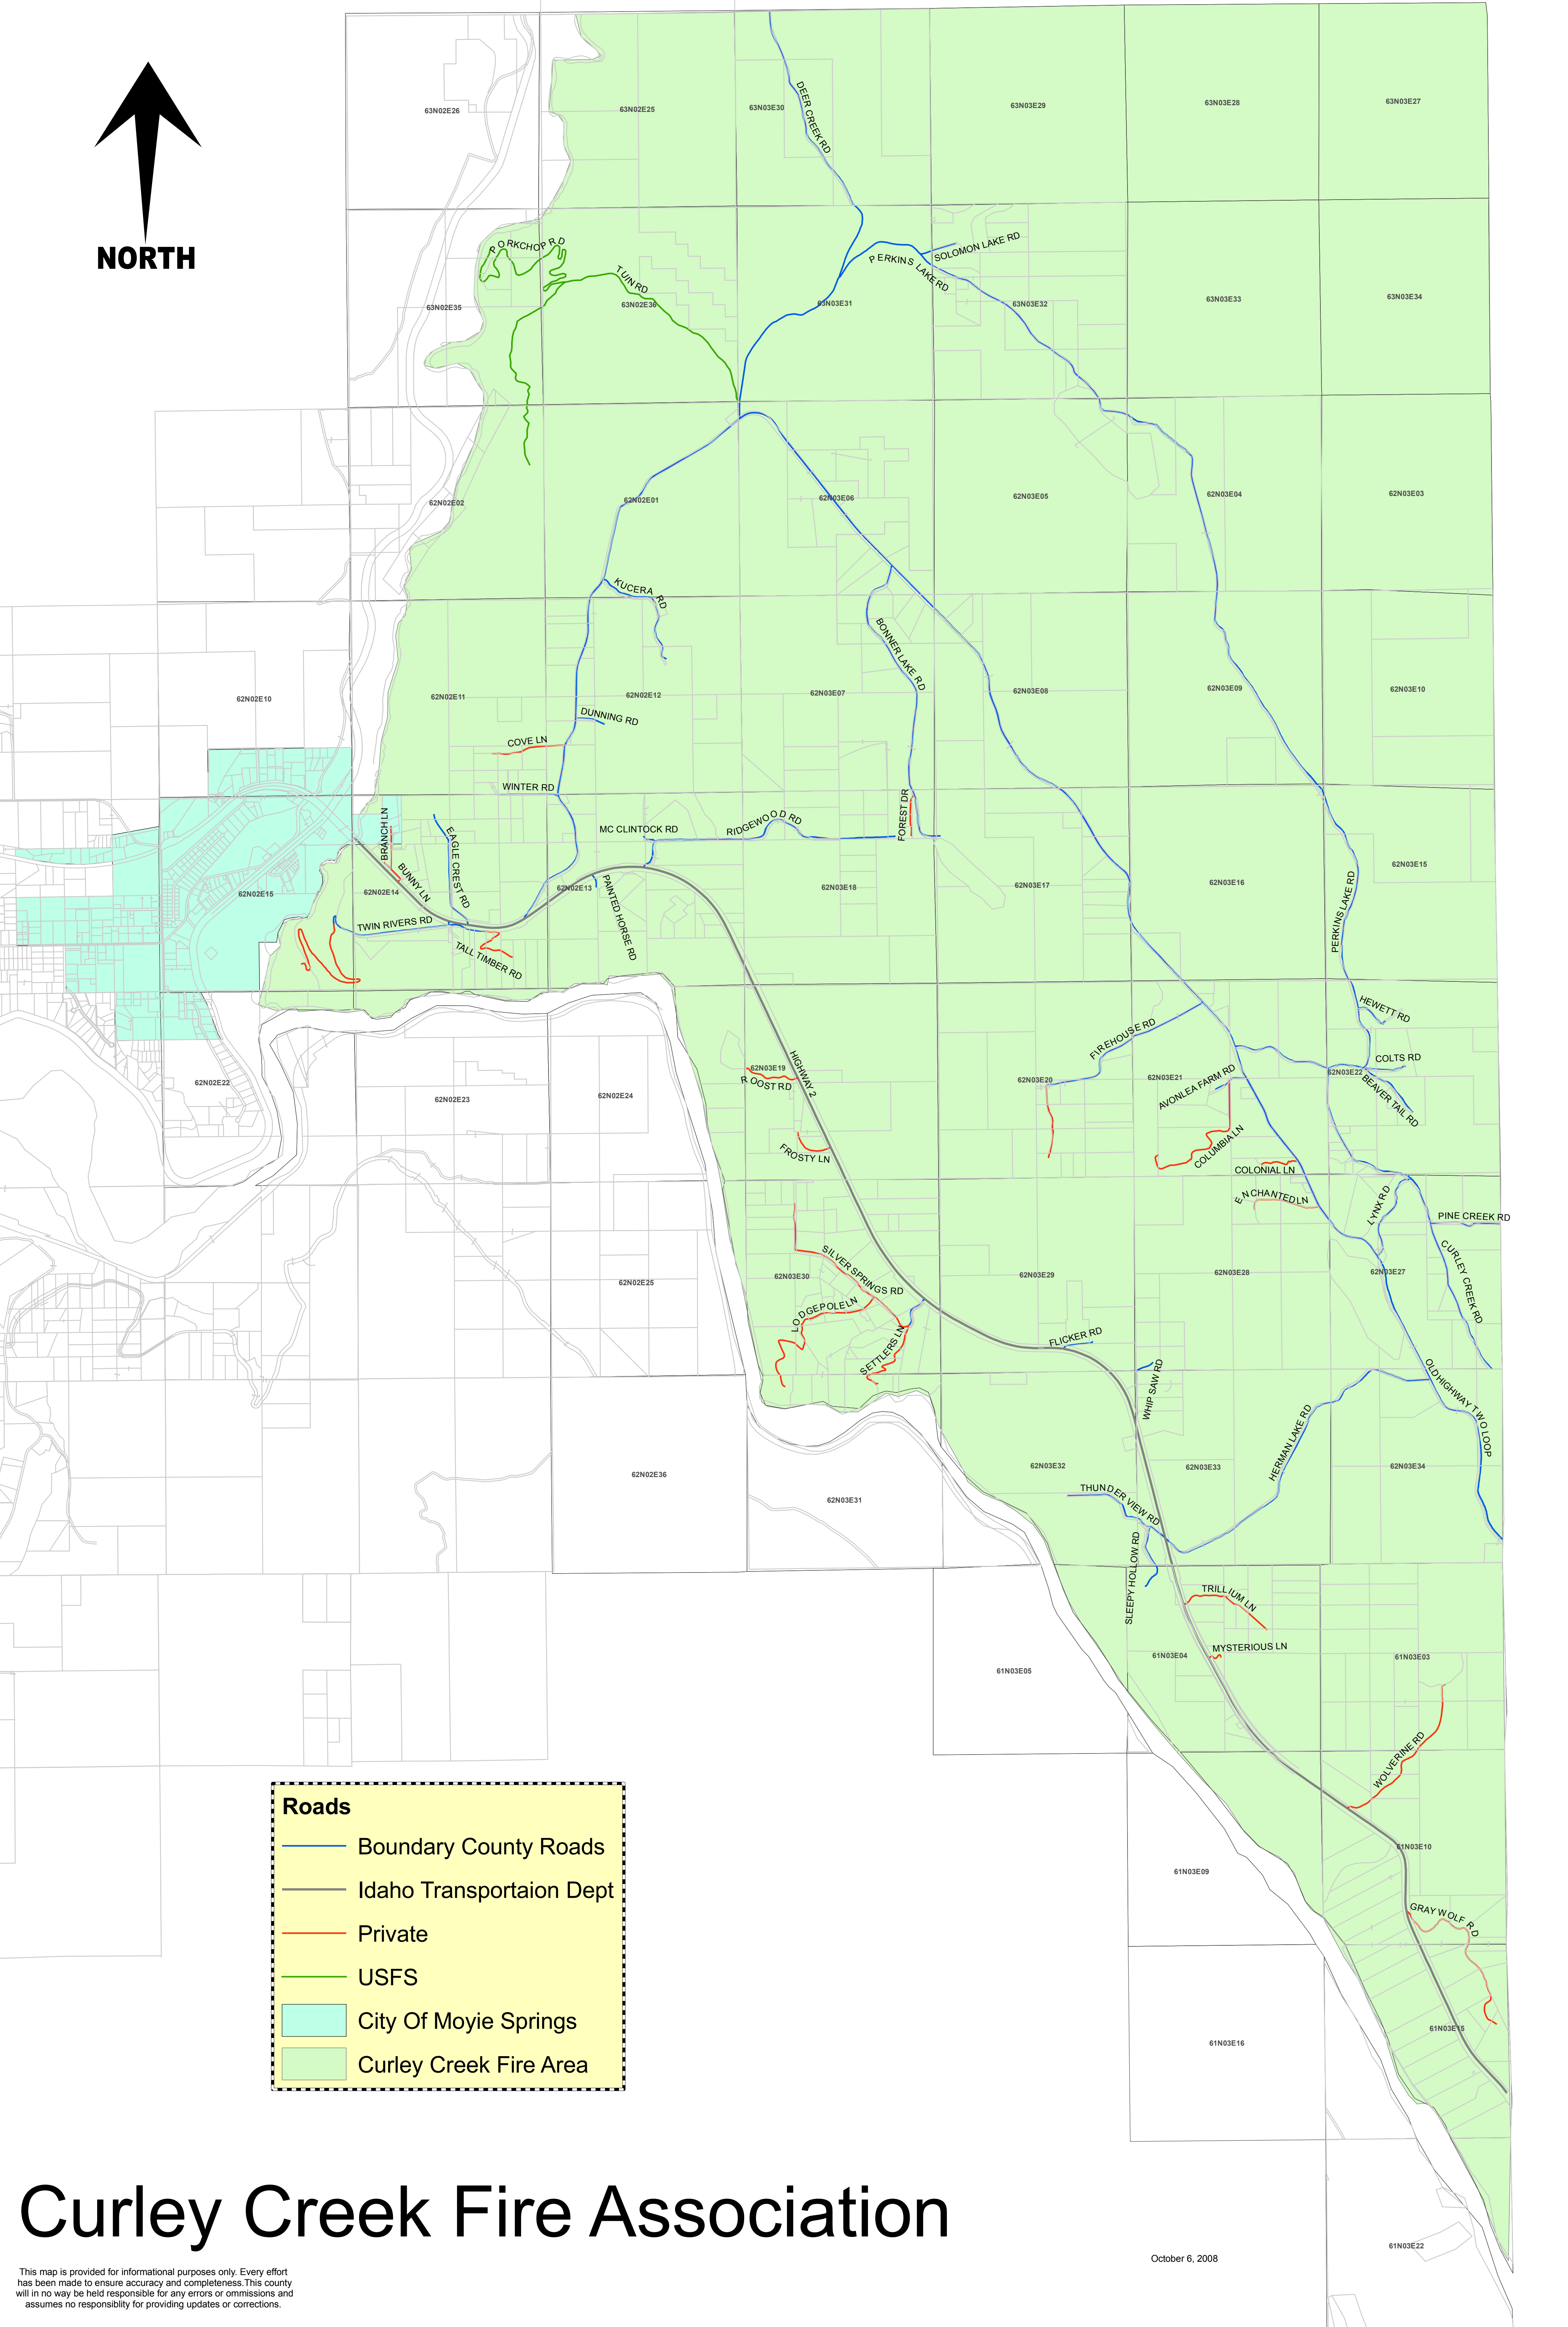 63N02E26
63N02E25
63N03E30
DEER CREEK RD
63N03E29
63N03E28
63N03E27
NORTH
PORKCHOP RD
TUIN RD
PERKINS LAKE RD
SOLOMON LAKE RD
63N02E35
63N02E36
63N03E31
63N03E32
63N03E33
63N03E34
62N02E02
62N02E01
62N03E06
62N03E05
62N03E04
62N03E03
KUCERA RD
BONNER LAKE RD
62N02E10
62N02E11
62N02E12
62N03E07
62N03E08
62N03E09
62N03E10
DUNNING RD
COVE LN
WINTER RD
BRANCH LN
BUNNY LN
EAGLE CREST RD
MC CLINTOCK RD
RIDGEWOOD RD
FOREST DR
62N02E15
62N02E14
62N02E13
62N03E18
62N03E17
62N03E16
62N03E15
TWIN RIVERS RD
TALL TIMBER RD
PAINTED HORSE RD
PERKINS LAKE RD
HEWETT RD
FIREHOUSE RD
COLTS RD
BEAVER TAIL RD
62N02E22
62N02E23
62N02E24
62N03E19
ROOST RD
HIGHWAY 2
62N03E20
62N03E21
62N03E22
AVONLEA FARM RD
FROSTY LN
COLUMBIA LN
COLONIAL LN
ENCHANTED LN
LYNX RD
PINE CREEK RD
CURLEY CREEK RD
62N02E25
62N03E30
62N03E29
62N03E28
62N03E27
SILVER SPRINGS RD
LODGEPOLE LN
SETTLERS LN
FLICKER RD
WHIP SAW RD
OLD HIGHWAY TWO LOOP
HERMAN LAKE RD
62N02E36
62N03E31
62N03E32
62N03E33
62N03E34
THUNDER VIEW RD
SLEEPY HOLLOW RD
TRILLIUM LN
MYSTERIOUS LN
61N03E05
61N03E04
61N03E03
WOLVERINE RD
61N03E09
61N03E10
GRAY WOLF RD
61N03E16
61N03E15
61N03E22
Roads
Boundary County Roads
Idaho Transportaion Dept
Private
USFS
City Of Moyie Springs
Curley Creek Fire Area
Curley Creek Fire Association
October 6, 2008
This map is provided for informational purposes only. Every effort
has been made to ensure accuracy and completeness.This county
will in no way be held responsible for any errors or ommissions and
assumes no responsiblity for providing updates or corrections.